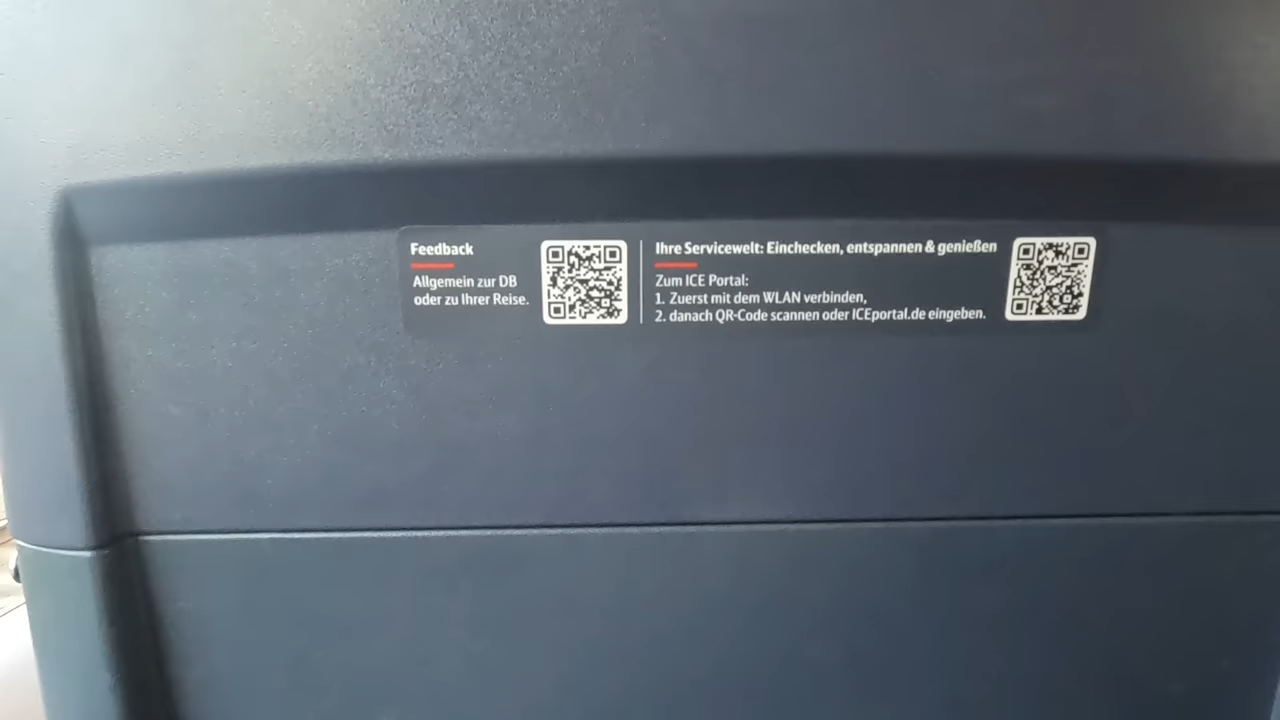 Feedback
Allgemein zur DB
oder zu Ihrer Reise.
Ihre Servicewelt: Einchecken, entspannen & genießen
Zum ICE Portal:
1. Zuerst mit dem WLAN verbinden,
2. danach QR-Code scannen oder ICEportal.de eingeben.